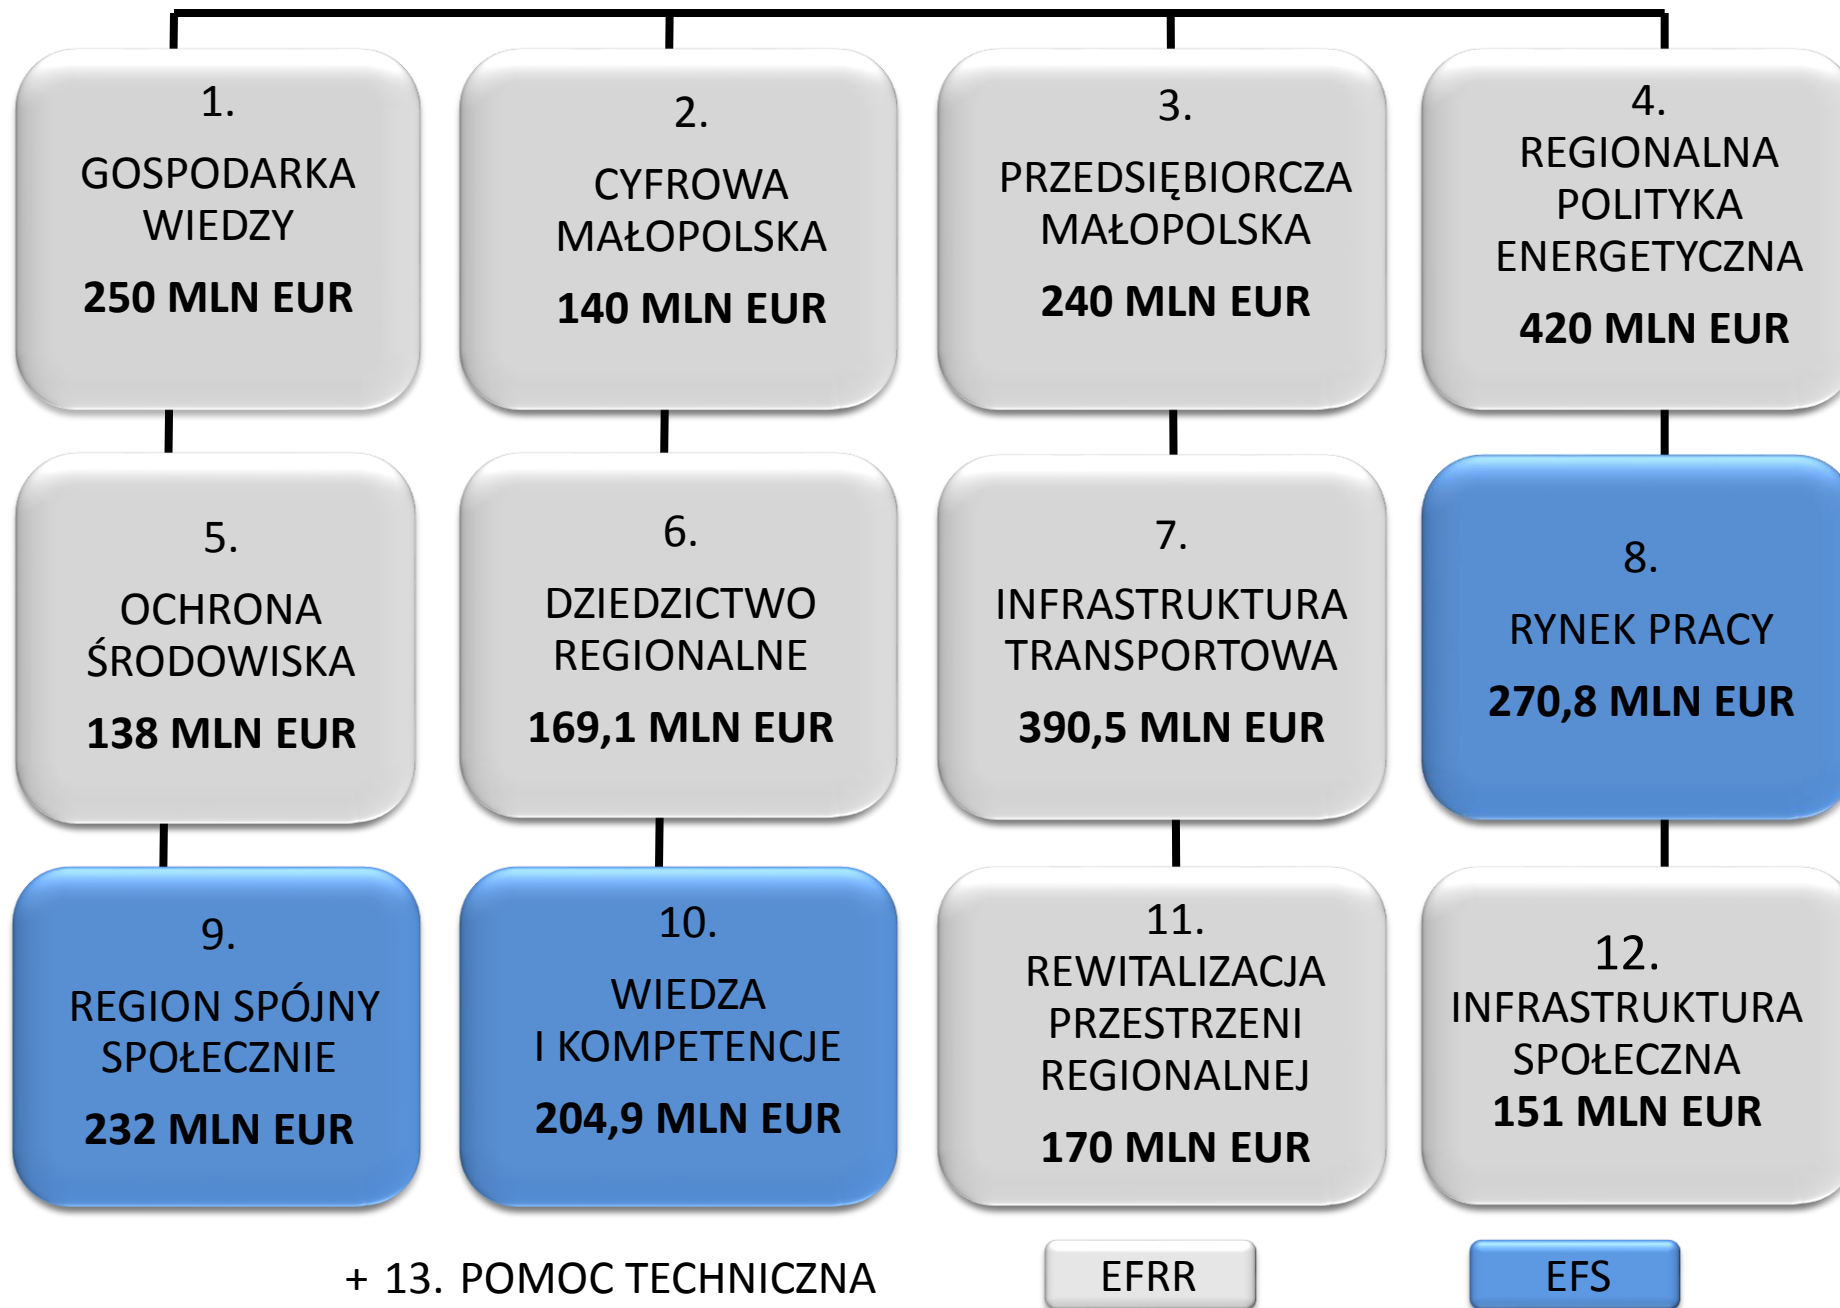 1.
GOSPODARKA
WIEDZY
250 MLN EUR
2.
CYFROWA
MAŁOPOLSKA
140 MLN EUR
3.
PRZEDSIĘBIORCZA
MAŁOPOLSKA
240 MLN EUR
4.
REGIONALNA
POLITYKA
ENERGETYCZNA
420 MLN EUR
5.
OCHRONA
ŚRODOWISKA
138 MLN EUR
6.
DZIEDZICTWO
REGIONALNE
169,1 MLN EUR
7.
INFRASTRUKTURA
TRANSPORTOWA
390,5 MLN EUR
8.
RYNEK PRACY
270,8 MLN EUR
9.
REGION SPÓJNY
SPOŁECZNIE
232 MLN EUR
10.
WIEDZA
I KOMPETENCJE
204,9 MLN EUR
11.
REWITALIZACJA
PRZESTRZENI
REGIONALNEJ
170 MLN EUR
12.
INFRASTRUKTURA
SPOŁECZNA
151 MLN EUR
+ 13. POMOC TECHNICZNA
EFRR
EFS